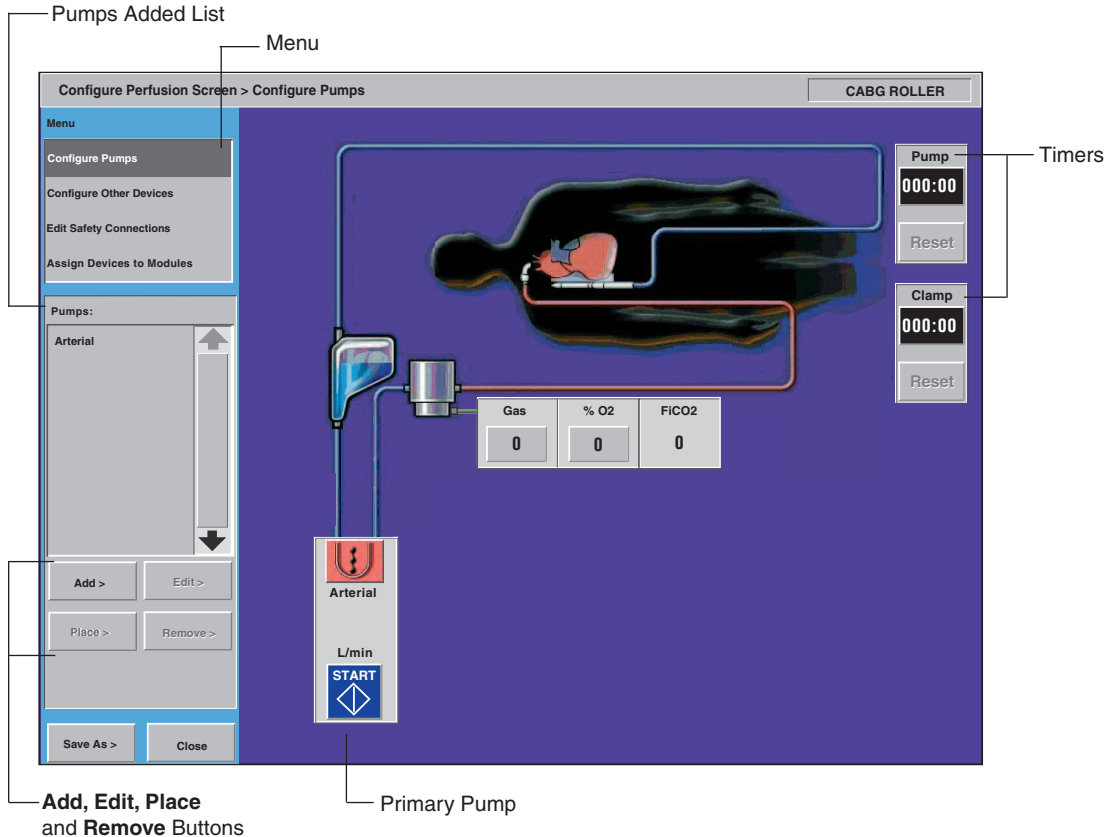 Pumps Added List
Menu
Configure Perfusion Screen > Configure Pumps
CABG ROLLER
Menu
Configure Pumps
Configure Other Devices
Edit Safety Connections
Assign Devices to Modules
Pump
000:00
Reset
Timers
Clamp
000:00
Reset
Pumps:
Arterial
Gas
% O2
FiCO2
0
0
0
Add >
Edit >
Place >
Remove >
Arterial
L/min
START
Save As >
Close
Add, Edit, Place
and Remove Buttons
Primary Pump